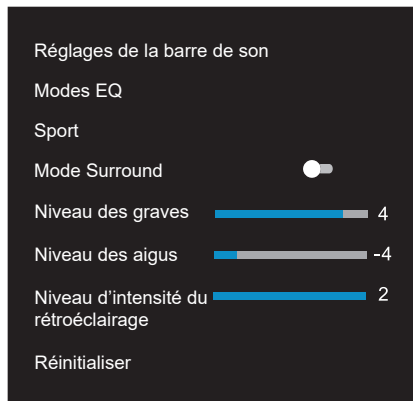 Réglages de la barre de son
Modes EQ
Sport
Mode Surround
Niveau des graves 4
Niveau des aigus -4
Niveau d’intensité du 2
rétroéclairage
Réinitialiser